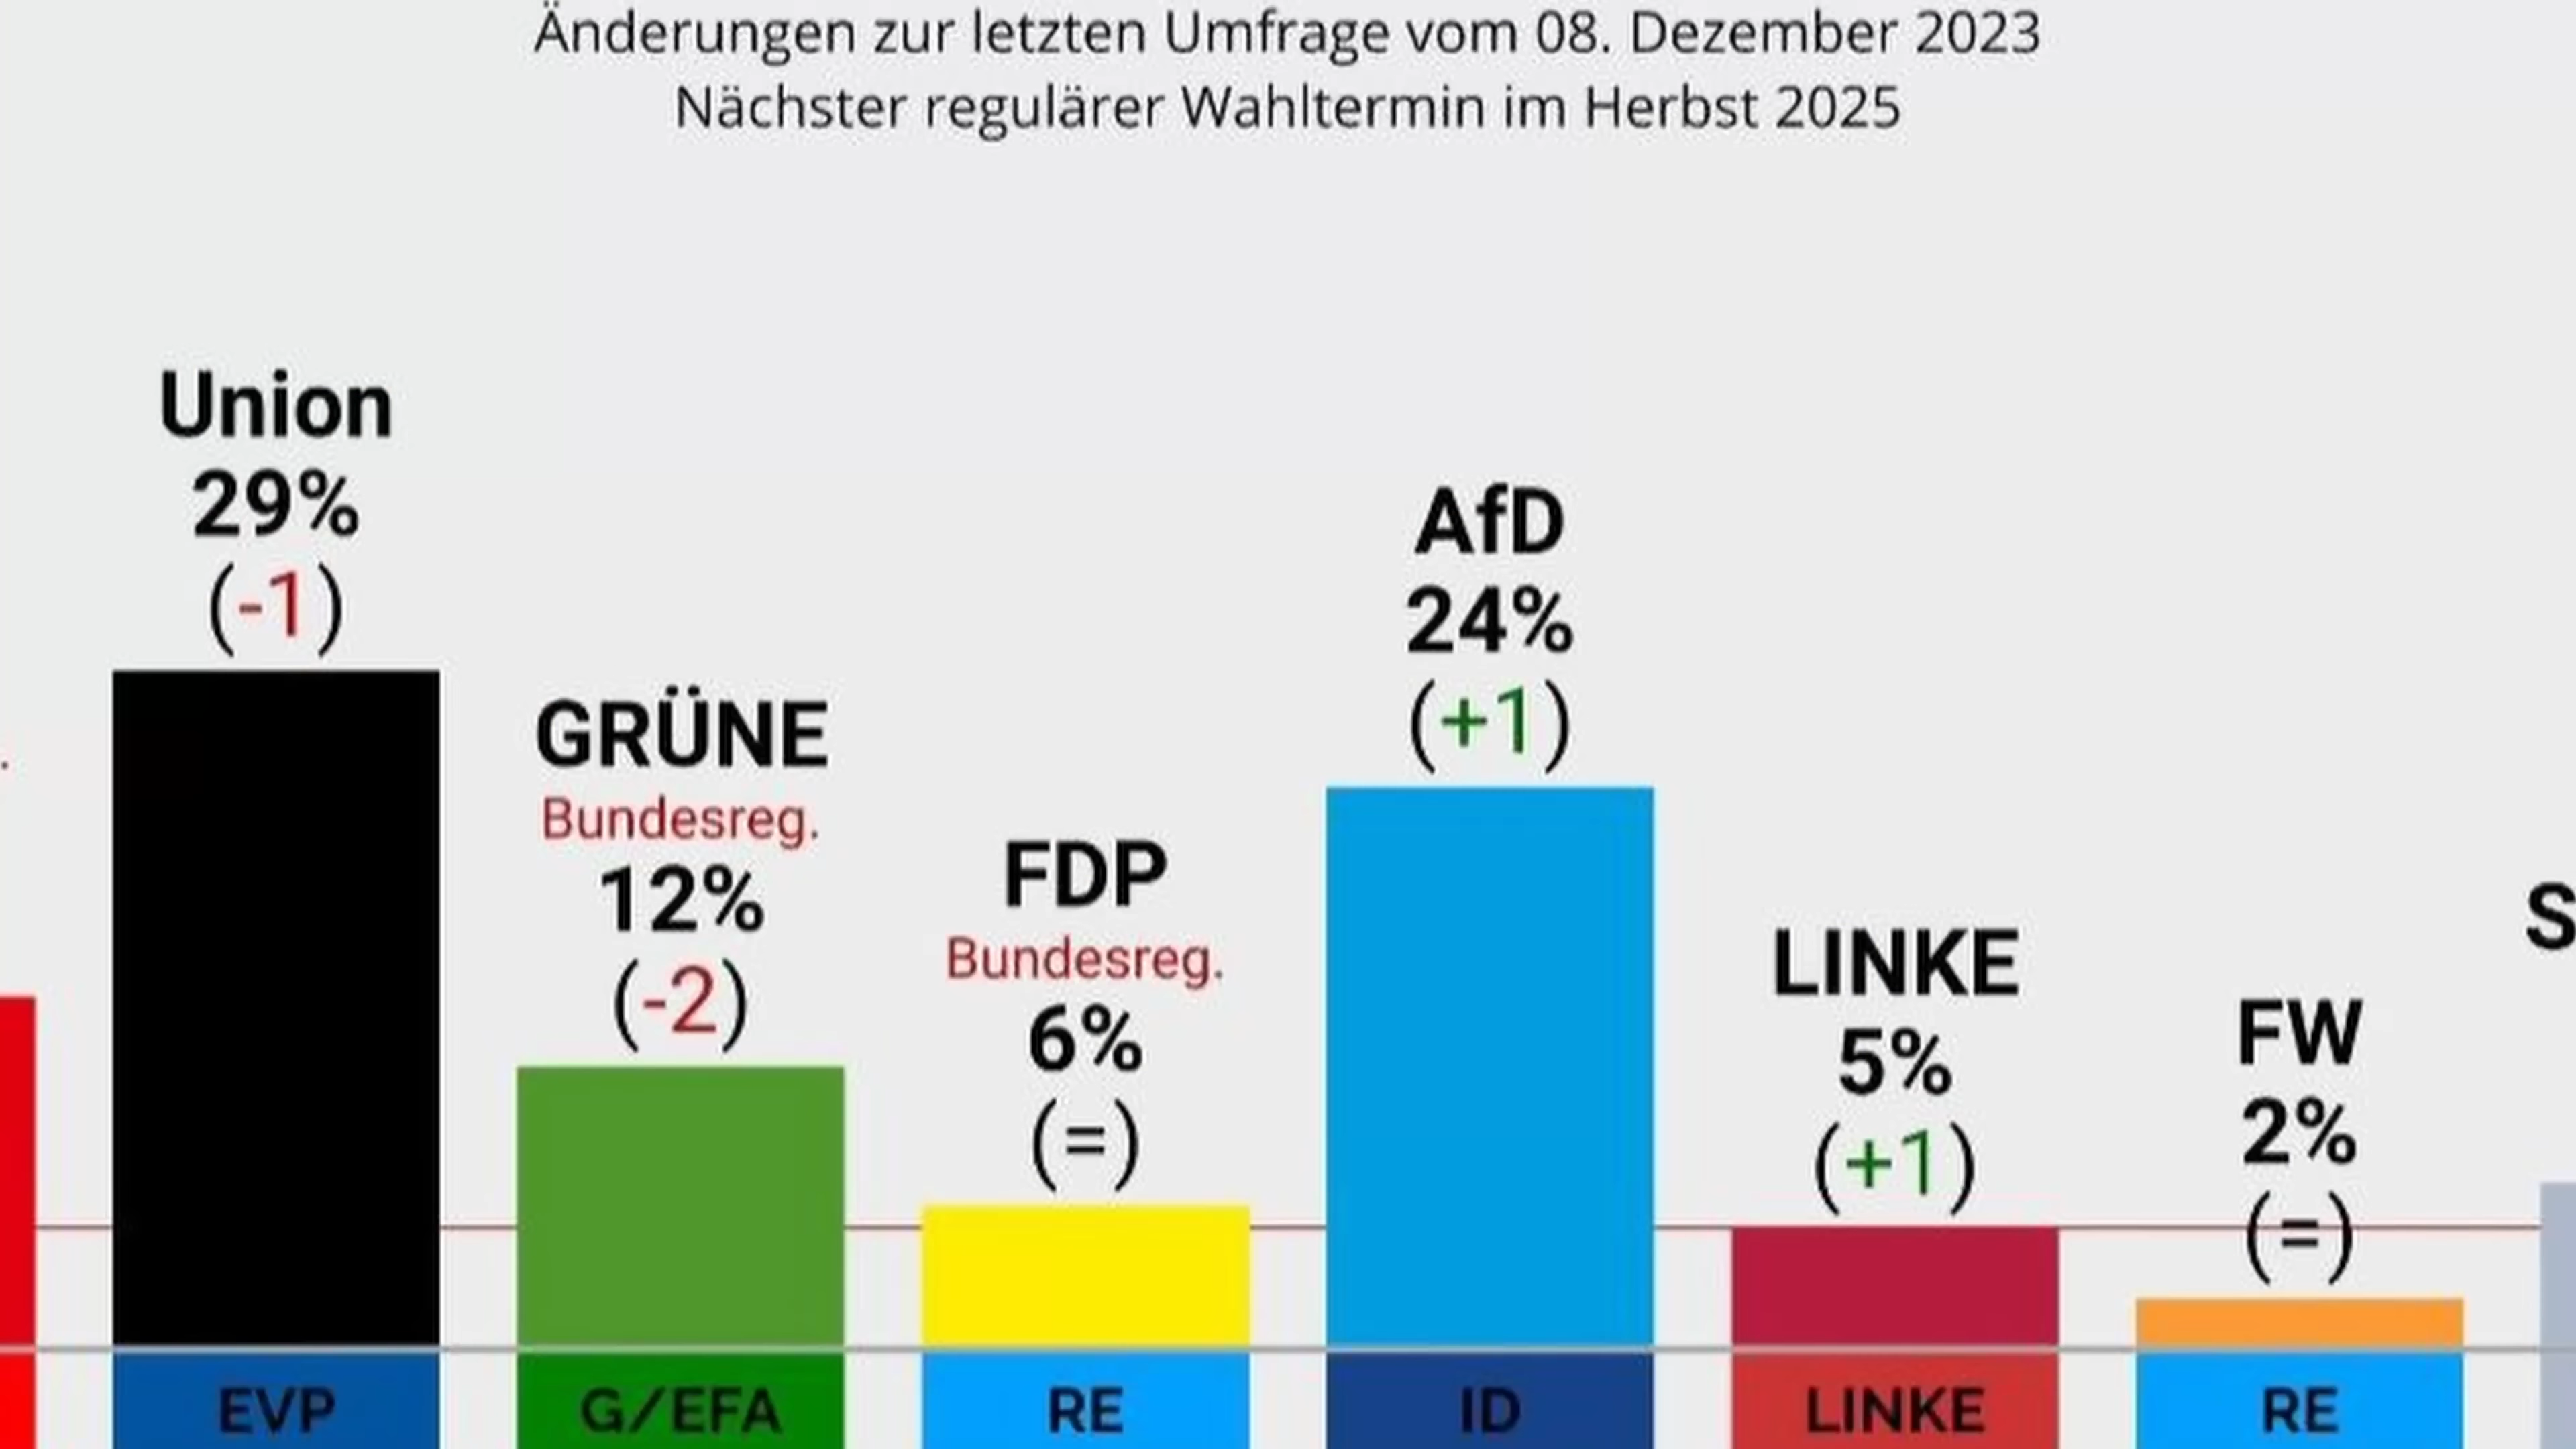 Änderungen zur letzten Umfrage vom 08. Dezember 2023
Nächster regulärer Wahltermin im Herbst 2025
Union
29%
(-1)
GRÜNE
Bundesreg.
12%
(-2)
FDP
Bundesreg.
6%
(=)
AfD
24%
(+1)
LINKE
5%
(+1)
FW
2%
(=)
S
EVP
G/EFA
RE
ID
LINKE
RE